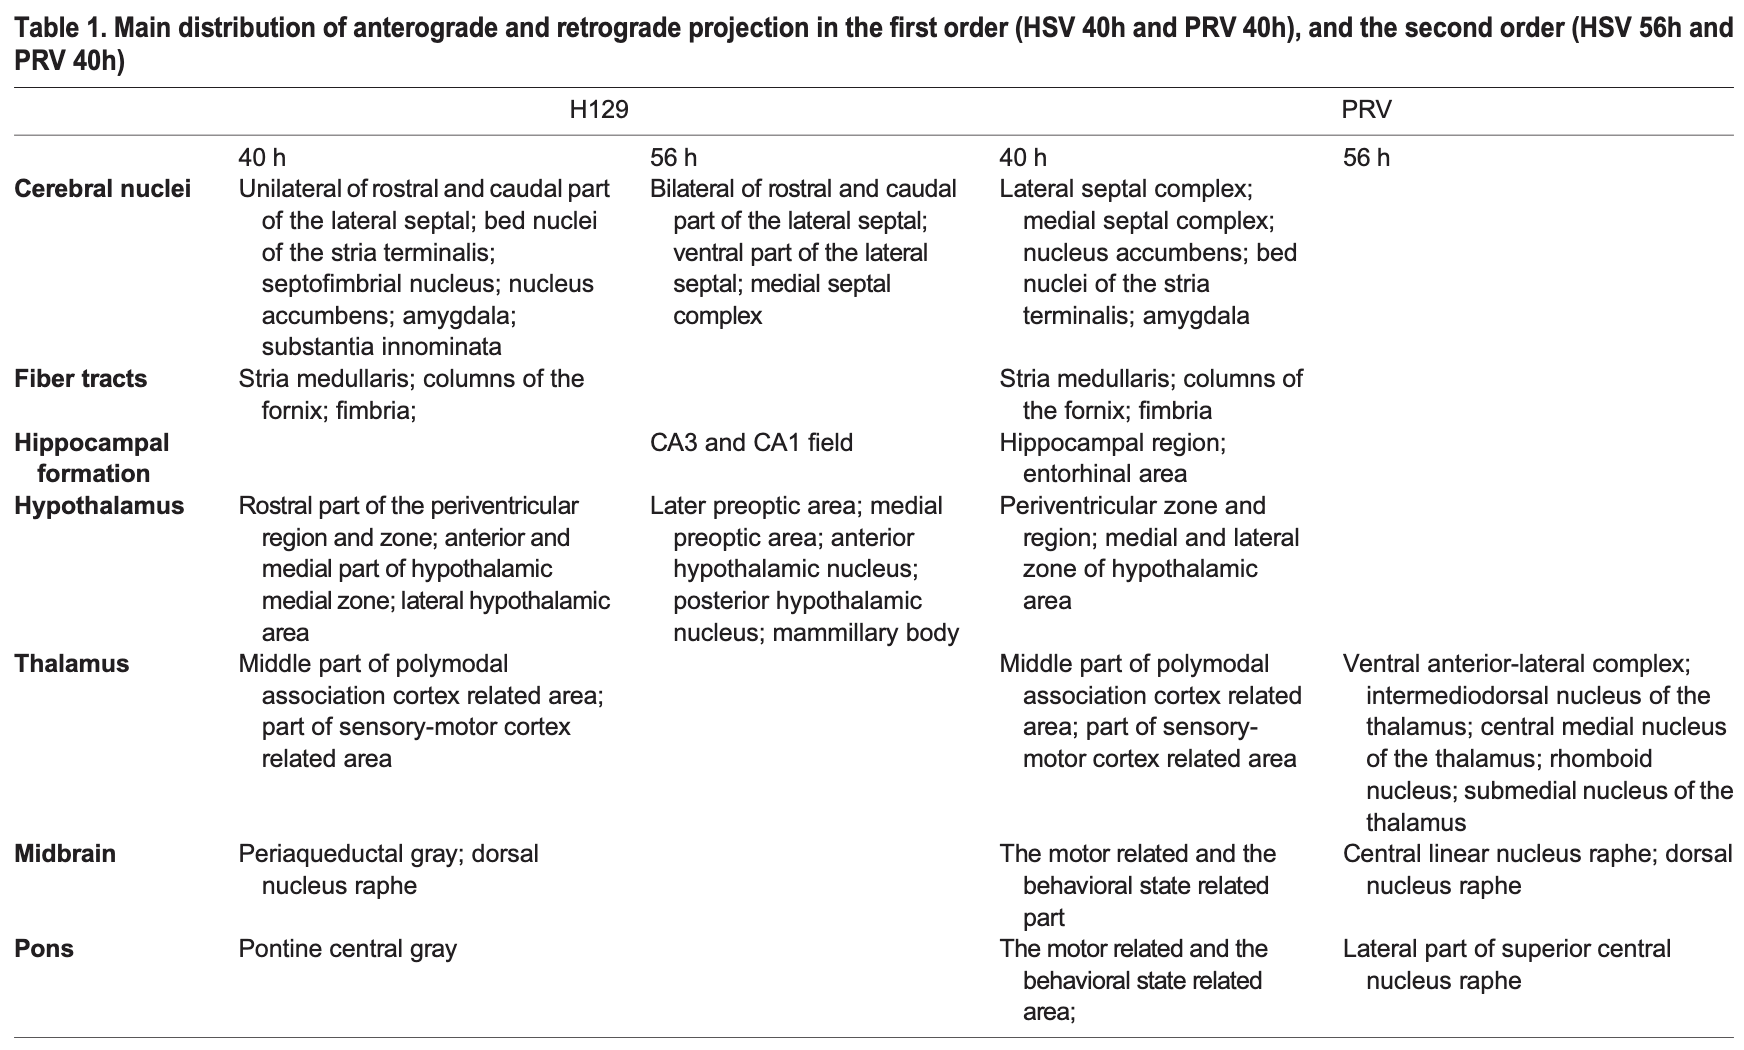 Table 1. Main distribution of anterograde and retrograde projection in the first order (HSV 40h and PRV 40h), and the second order (HSV 56h and
PRV 40h)
H129 PRV
40 h 56 h 40 h 56 h
Cerebral nuclei Unilateral of rostral and caudal part Bilateral of rostral and caudal Lateral septal complex;
of the lateral septal; bed nuclei part of the lateral septal; medial septal complex;
of the stria terminalis; ventral part of the lateral nucleus accumbens; bed
septofimbrial nucleus; nucleus septal; medial septal nuclei of the stria
accumbens; amygdala; complex terminalis; amygdala
substantia innominata
Fiber tracts Stria medullaris; columns of the Stria medullaris; columns of
fornix; fimbria; the fornix; fimbria
Hippocampal CA3 and CA1 field Hippocampal region;
formation entorhinal area
Hypothalamus Rostral part of the periventricular Later preoptic area; medial Periventricular zone and
region and zone; anterior and preoptic area; anterior region; medial and lateral
medial part of hypothalamic hypothalamic nucleus; zone of hypothalamic
medial zone; lateral hypothalamic posterior hypothalamic area
area nucleus; mammillary body
Thalamus Middle part of polymodal Middle part of polymodal Ventral anterior-lateral complex;
association cortex related area; association cortex related intermediodorsal nucleus of the
part of sensory-motor cortex area; part of sensory- thalamus; central medial nucleus
related area motor cortex related area of the thalamus; rhomboid
nucleus; submedial nucleus of the
thalamus
Midbrain Periaqueductal gray; dorsal The motor related and the Central linear nucleus raphe; dorsal
nucleus raphe behavioral state related nucleus raphe
part
Pons Pontine central gray The motor related and the Lateral part of superior central
behavioral state related nucleus raphe
area;